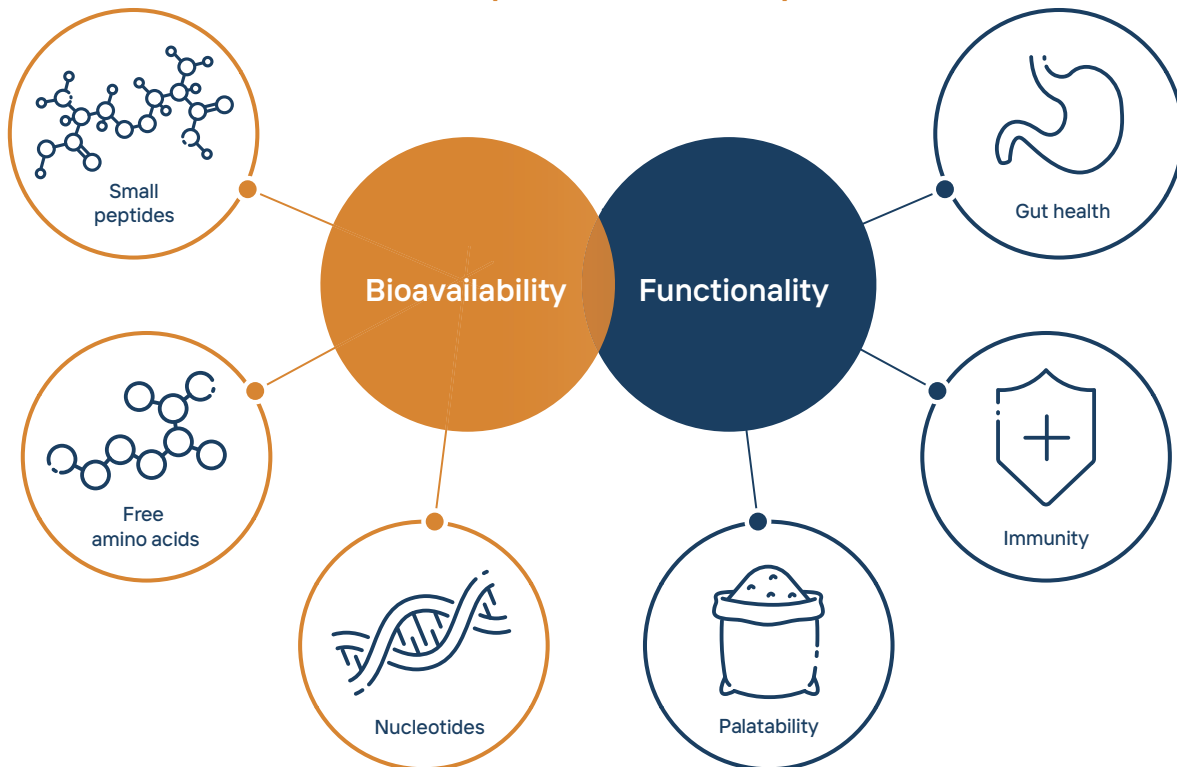 Small
peptides
Gut health
Bioavailability
Functionality
Free
amino acids
Immunity
Nucleotides
Palatability